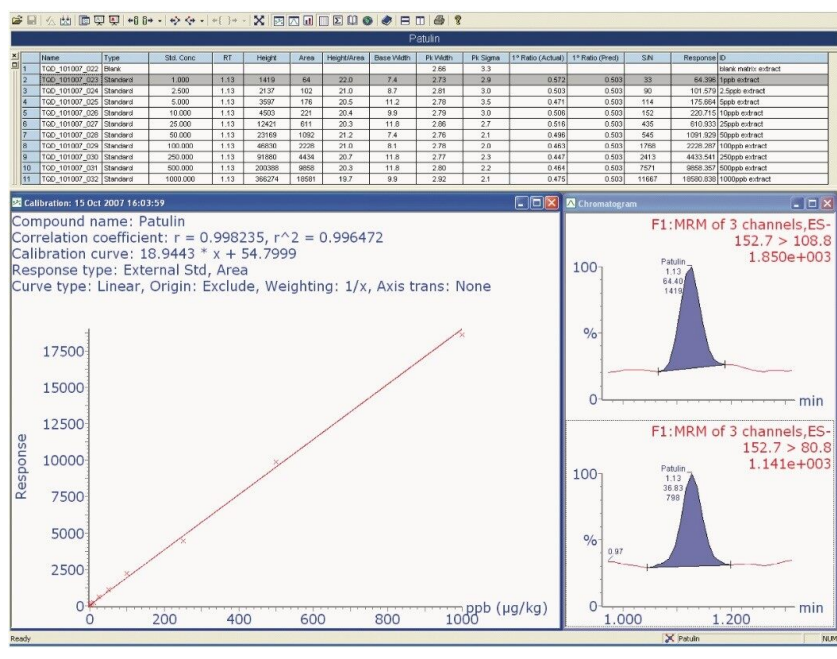 Patulin
Name Type Std. Conc RT Height Area Height/Area Base Width Pk Width Pk Sigma 1º Ratio (Actual) 1º Ratio (Pred) S/N Response ID
1 TQD_101007_022 Blank 2.66 3.3 blank matrix extract
2 TQD_101007_023 Standard 1.000 1.13 1419 64 22.0 7.4 2.73 2.9 0.572 0.503 33 64.396 1ppb extract
3 TQD_101007_024 Standard 2.500 1.13 2137 102 21.0 8.7 2.81 3.0 0.503 0.503 90 101.579 2.5ppb extract
4 TQD_101007_025 Standard 5.000 1.13 3597 176 20.5 11.2 2.78 3.5 0.471 0.503 114 175.664 5ppb extract
5 TQD_101007_026 Standard 10.000 1.13 4503 221 20.4 9.9 2.79 3.0 0.506 0.503 152 220.715 10ppb extract
6 TQD_101007_027 Standard 25.000 1.13 12421 611 20.3 11.8 2.86 2.7 0.516 0.503 435 610.933 25ppb extract
7 TQD_101007_028 Standard 50.000 1.13 23169 1092 21.2 7.4 2.76 2.1 0.496 0.503 545 1091.929 50ppb extract
8 TQD_101007_029 Standard 100.000 1.13 46830 2228 21.0 8.1 2.78 2.0 0.463 0.503 1768 2228.287 100ppb extract
9 TQD_101007_030 Standard 250.000 1.13 91880 4434 20.7 11.8 2.77 2.3 0.447 0.503 2413 4433.541 250ppb extract
10 TQD_101007_031 Standard 500.000 1.13 200388 9858 20.3 11.8 2.80 2.2 0.464 0.503 7571 9858.357 500ppb extract
11 TQD_101007_032 Standard 1000.000 1.13 366274 18581 19.7 9.9 2.92 2.1 0.475 0.503 11667 18580.838 1000ppb extract
Calibration: 15 Oct 2007 16:03:59
Compound name: Patulin
Correlation coefficient: r = 0.998235, r^2 = 0.996472
Calibration curve: 18.9443 * x + 54.7999
Response type: External Std, Area
Curve type: Linear, Origin: Exclude, Weighting: 1/x, Axis trans: None
17500
15000
12500
10000
7500
5000
2500
0
Response
0 200 400 600 800 1000
ppb (µg/kg)
Chromatogram
F1:MRM of 3 channels,ES-
152.7 > 108.8
1.850e+003
Patulin
1.13
64.40
1419
100
%
0
min
F1:MRM of 3 channels,ES-
152.7 > 80.8
1.141e+003
Patulin
1.13
36.83
798
100
%
0.97
0
min
1.000 1.200
Ready
Patulin
NUM